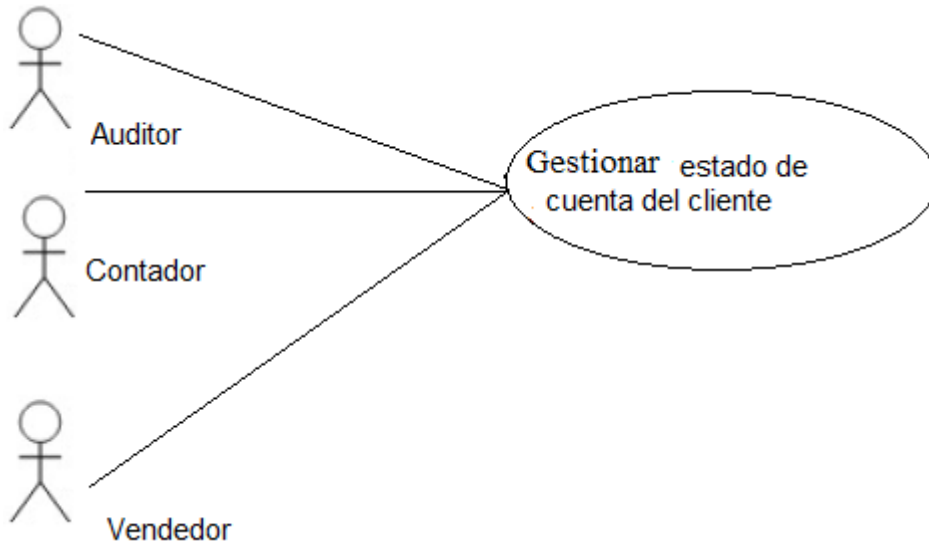 Auditor
Gestionar estado de
cuenta del cliente
Contador
Vendedor